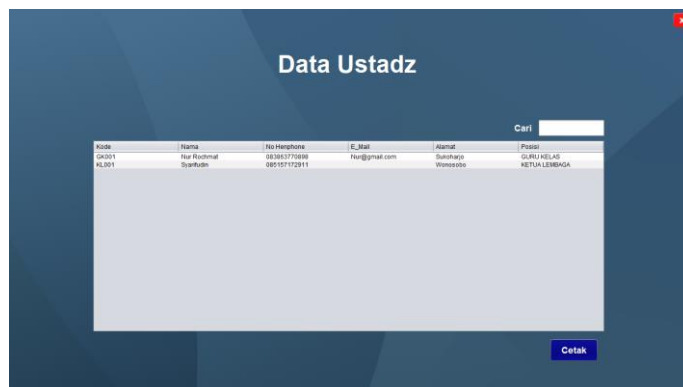 Data Ustadz
Cari
Kode Nama No Henphone E_Mail Alamat Posisi
GK001 Nur Rochmat 083863770898 Nur@gmail.com Sukoharjo GURU KELAS
KL001 Syarifudin 085157172911 Wonosobo KETUA LEMBAGA
Cetak